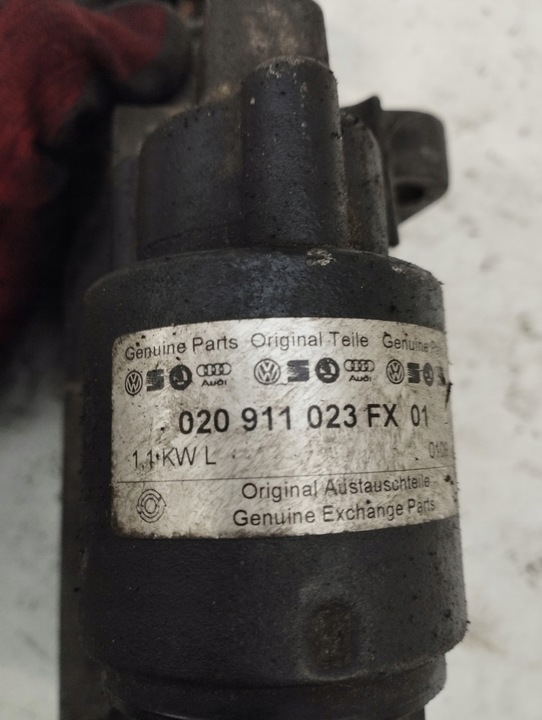 Genuine Parts Original Teile Genuine
Audi Audi
020 911 023 FX 01
1.1 KW L
Original Austauschteile
Genuine Exchange Parts